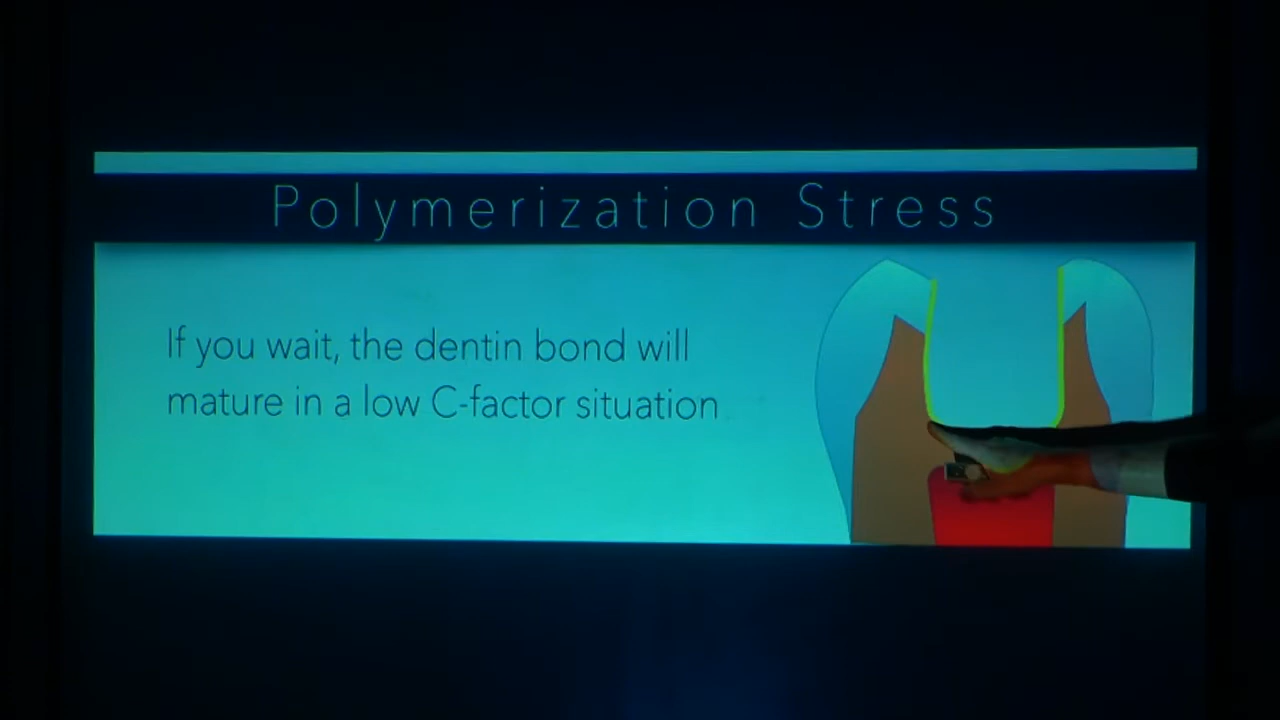 Polymerization Stress
If you wait, the dentin bond will
mature in a low C-factor situation